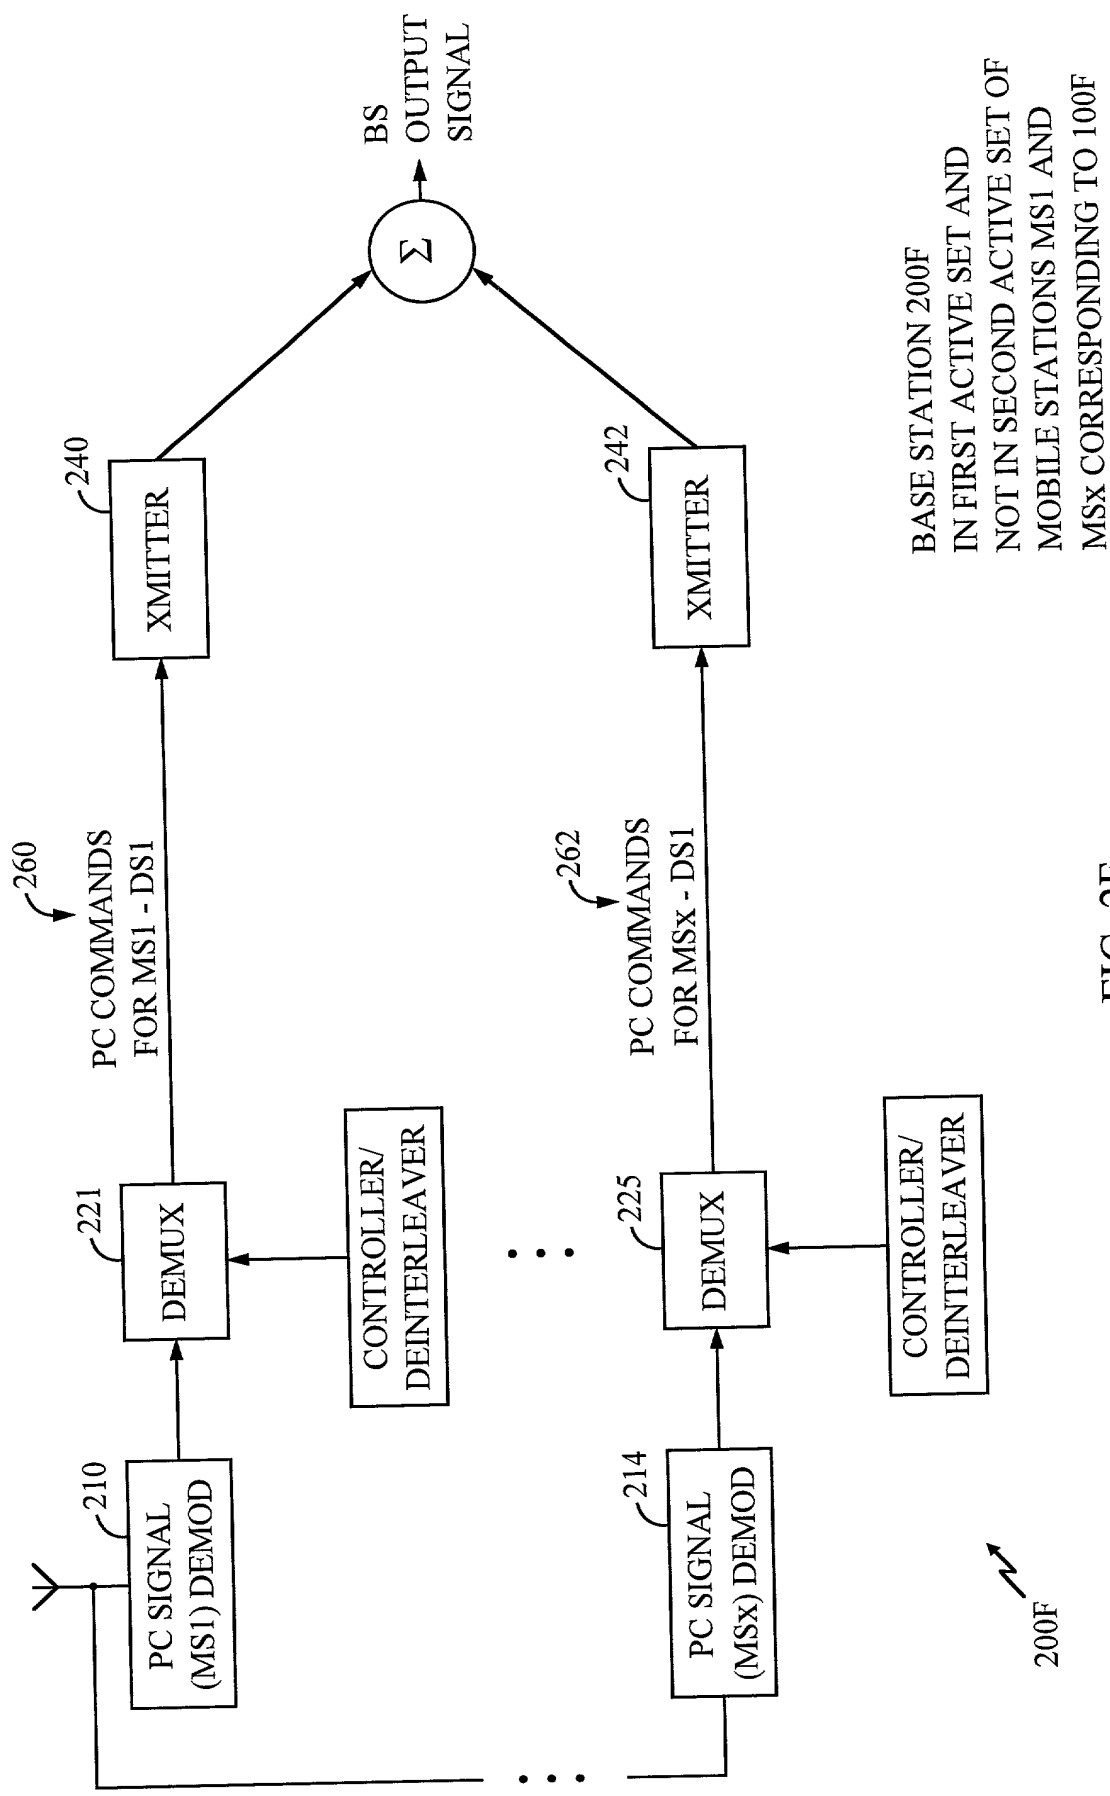 210
PC SIGNAL
(MS1) DEMOD
221
DEMUX
CONTROLLER/
DEINTERLEAVER
260
PC COMMANDS
FOR MS1 - DS1
240
XMITTER
Σ
BS
OUTPUT
SIGNAL
214
PC SIGNAL
(MSx) DEMOD
225
DEMUX
CONTROLLER/
DEINTERLEAVER
262
PC COMMANDS
FOR MSx - DS1
242
XMITTER
200F
BASE STATION 200F
IN FIRST ACTIVE SET AND
NOT IN SECOND ACTIVE SET OF
MOBILE STATIONS MS1 AND
MSx CORRESPONDING TO 100F